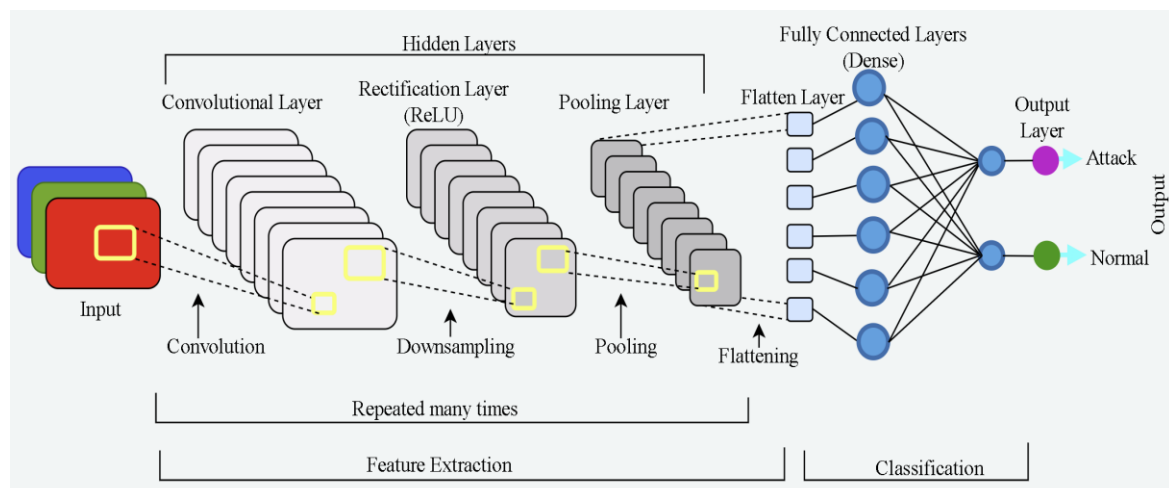 Hidden Layers
Fully Connected Layers
(Dense)
Convolutional Layer
Rectification Layer
(ReLU)
Pooling Layer
Flatten Layer
Output
Layer
Attack
Normal
Output
Input
Convolution
Downsampling
Pooling
Flattening
Repeated many times
Feature Extraction
Classification